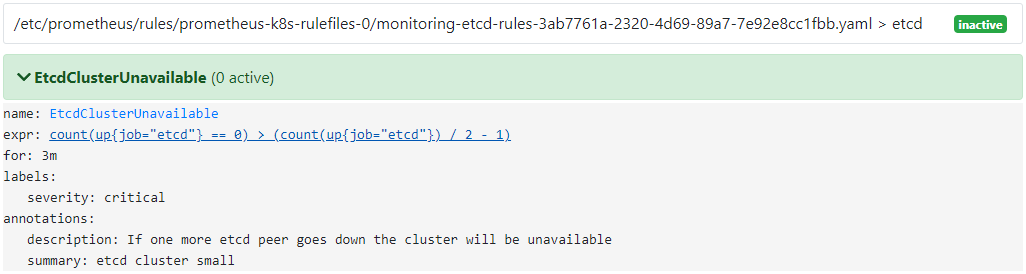 /etc/prometheus/rules/prometheus-k8s-rulefiles-0/monitoring-etcd-rules-3ab7761a-2320-4d69-89a7-7e92e8cc1fbb.yaml > etcd inactive
EtcdClusterUnavailable (0 active)
name: EtcdClusterUnavailable
expr: count(up{job="etcd"} == 0) > (count(up{job="etcd"}) / 2 - 1)
for: 3m
labels:
severity: critical
annotations:
description: If one more etcd peer goes down the cluster will be unavailable
summary: etcd cluster small